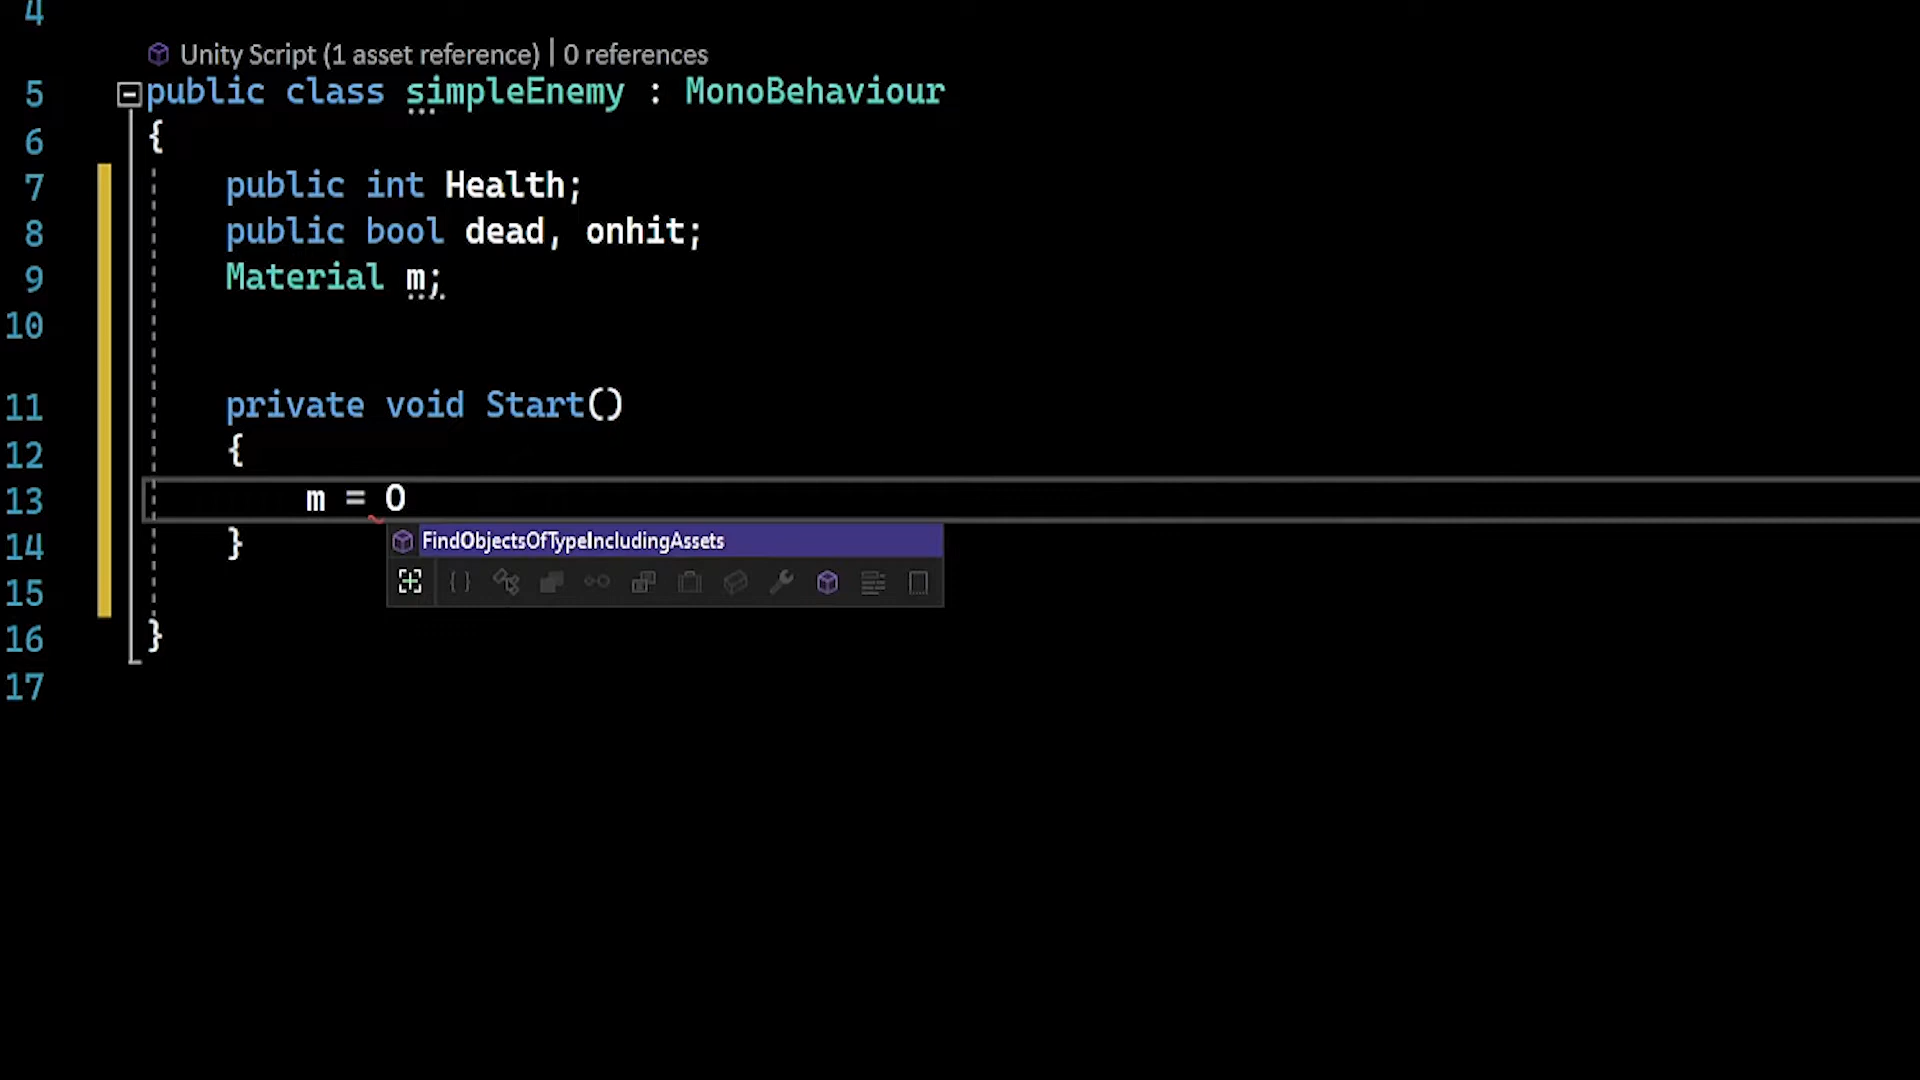 4
Unity Script (1 asset reference) | 0 references
5 public class simpleEnemy : MonoBehaviour
6 {
7 public int Health;
8 public bool dead, onhit;
9 Material m;
10
11 private void Start()
12 {
13 m = O
FindObjectsOfTypeIncludingAssets
14 }
15
16 }
17